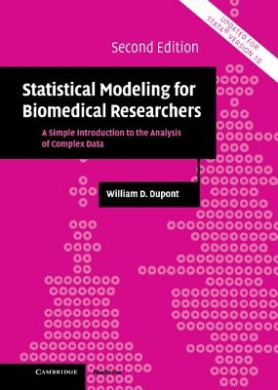 Second Edition
UPDATED FOR
STATA® VERSION 10
Statistical Modeling for
Biomedical Researchers
A Simple Introduction to the Analysis
of Complex Data
William D. Dupont
CAMBRIDGE